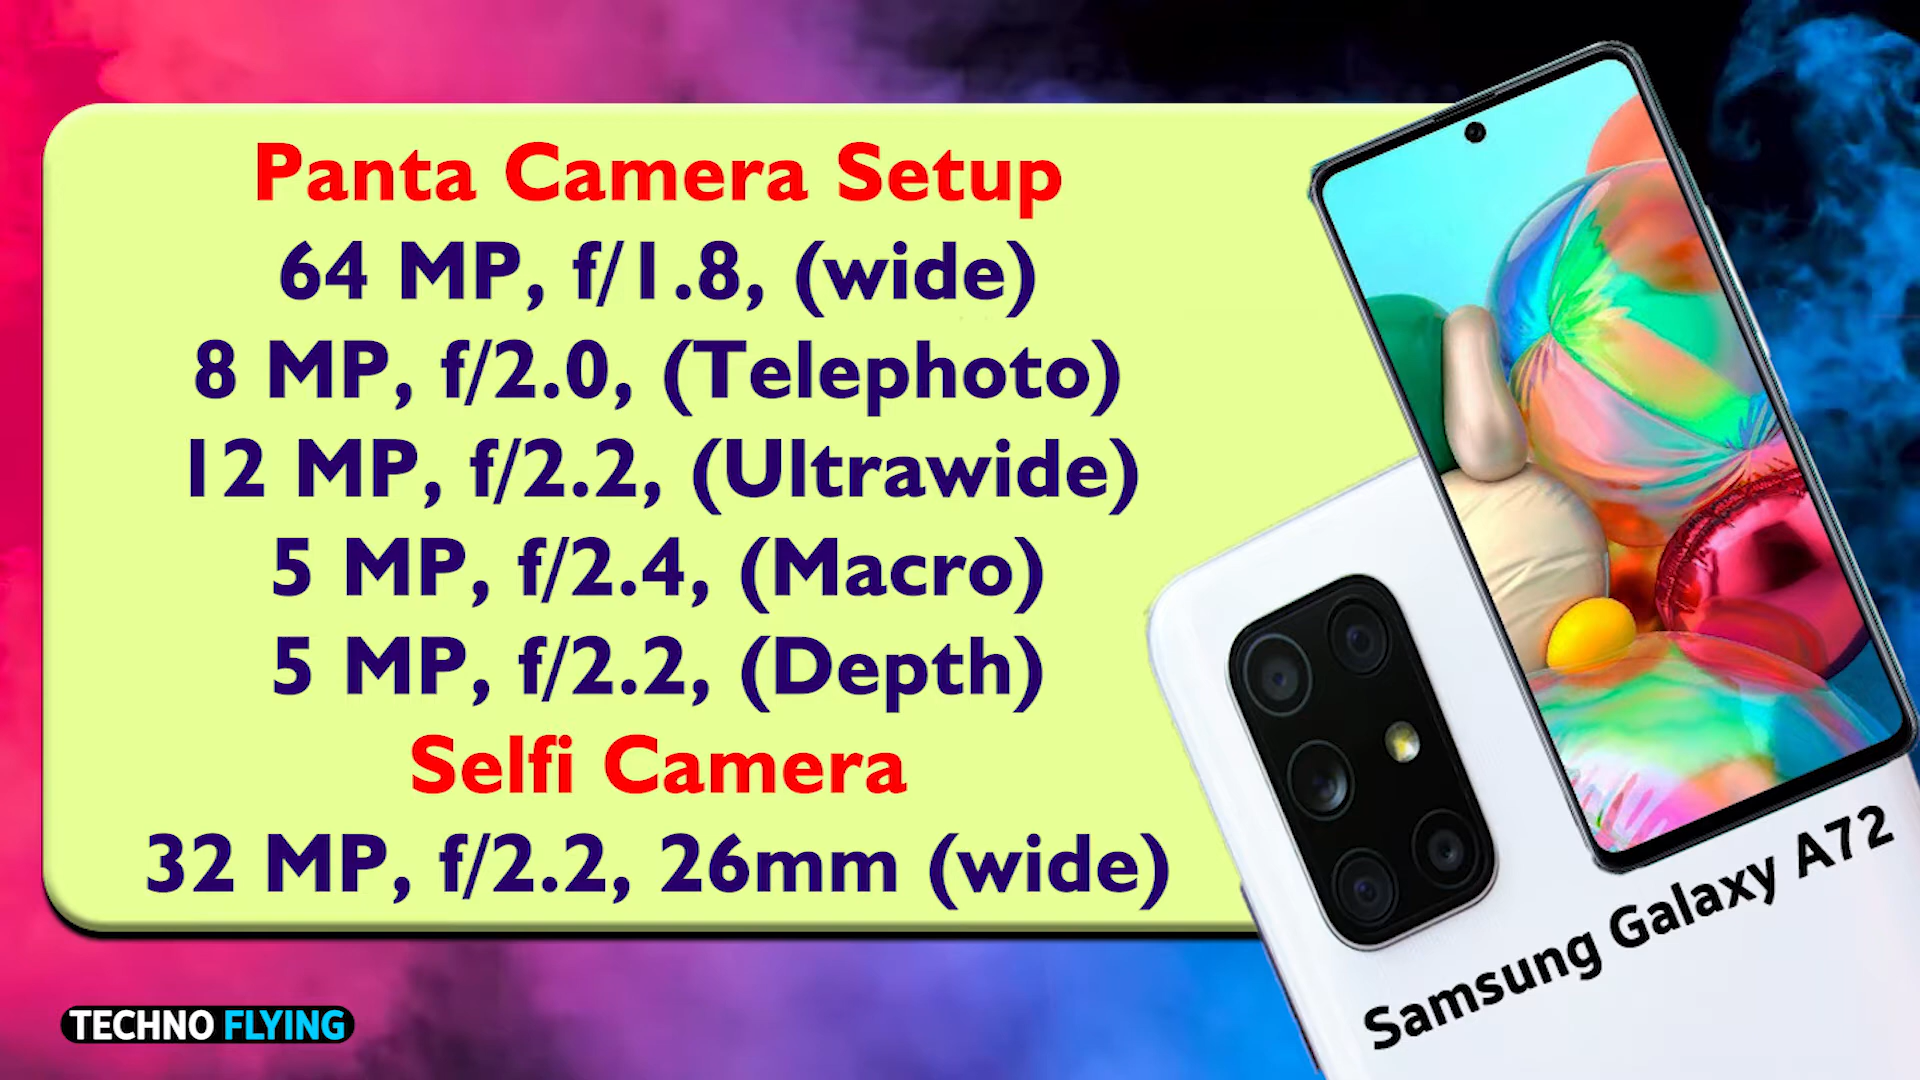 Panta Camera Setup
64 MP, f/1.8, (wide)
8 MP, f/2.0, (Telephoto)
12 MP, f/2.2, (Ultrawide)
5 MP, f/2.4, (Macro)
5 MP, f/2.2, (Depth)
Selfi Camera
32 MP, f/2.2, 26mm (wide)
Samsung Galaxy A72
TECHNO FLYING